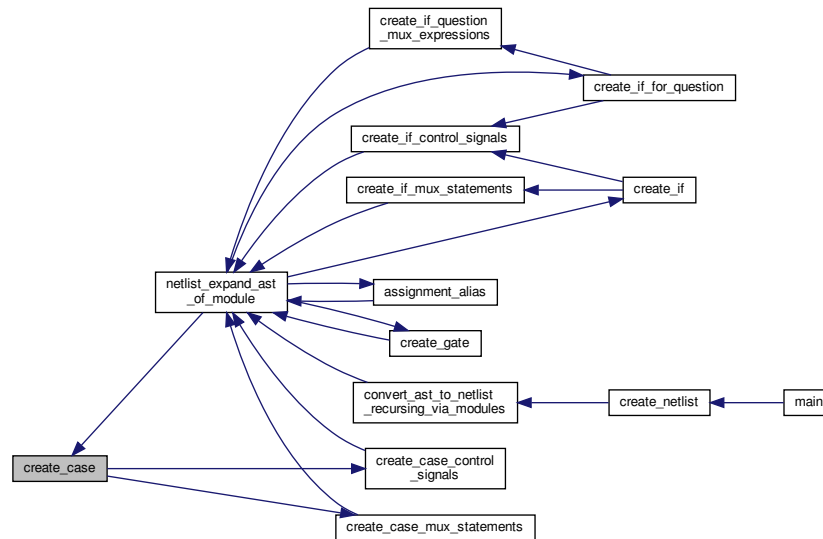 create_if_question
_mux_expressions
create_if_for_question
create_if_control_signals
create_if_mux_statements
create_if
netlist_expand_ast
_of_module
assignment_alias
create_gate
convert_ast_to_netlist
_recursing_via_modules
create_netlist
main
create_case
create_case_control
_signals
create_case_mux_statements